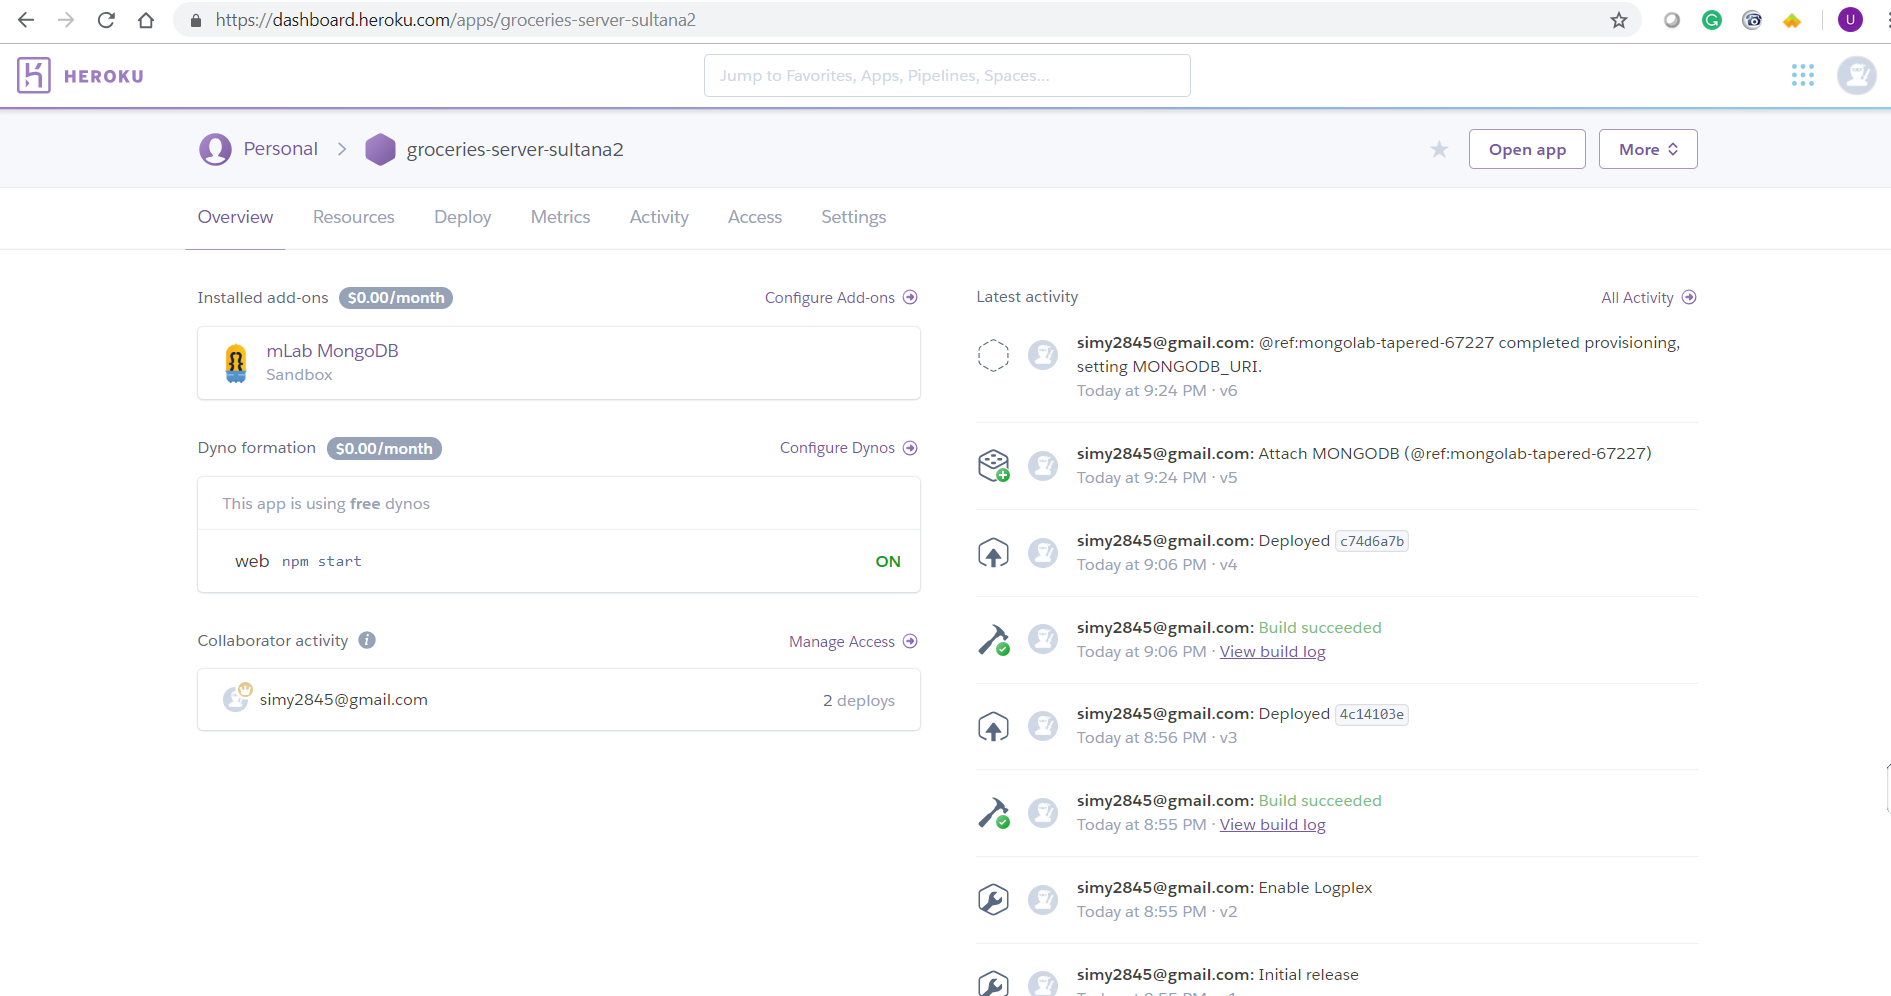 https://dashboard.heroku.com/apps/groceries-server-sultana2
U
HEROKU
Jump to Favorites, Apps, Pipelines, Spaces...
Personal
groceries-server-sultana2
Open app
More
Overview
Resources
Deploy
Metrics
Activity
Access
Settings
Installed add-ons
$0.00/month
Configure Add-ons
mLab MongoDB
Sandbox
Dyno formation
$0.00/month
Configure Dynos
This app is using free dynos
web npm start
ON
Collaborator activity
Manage Access
simy2845@gmail.com
2 deploys
Latest activity
All Activity
simy2845@gmail.com: @ref:mongolab-tapered-67227 completed provisioning,
setting MONGODB_URI.
Today at 9:24 PM · v6
simy2845@gmail.com: Attach MONGODB (@ref:mongolab-tapered-67227)
Today at 9:24 PM · v5
simy2845@gmail.com: Deployed c74d6a7b
Today at 9:06 PM · v4
simy2845@gmail.com: Build succeeded
Today at 9:06 PM · View build log
simy2845@gmail.com: Deployed 4c14103e
Today at 8:56 PM · v3
simy2845@gmail.com: Build succeeded
Today at 8:55 PM · View build log
simy2845@gmail.com: Enable Logplex
Today at 8:55 PM · v2
simy2845@gmail.com: Initial release